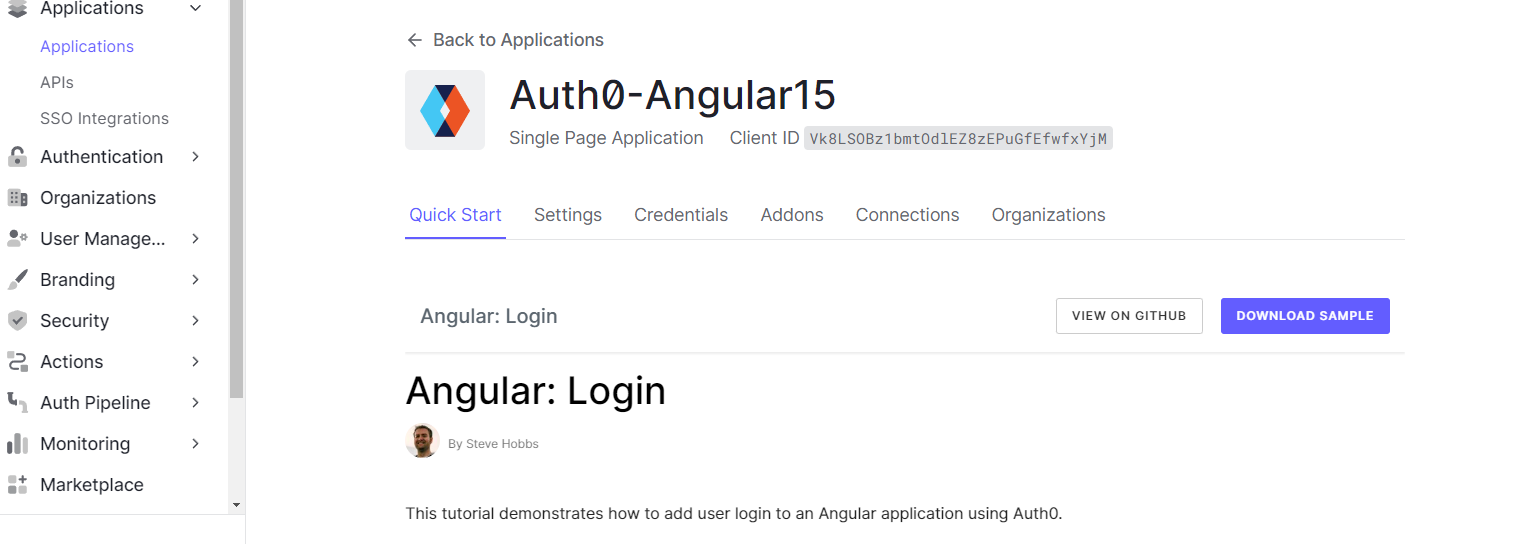 Applications
Applications
APIs
SSO Integrations
Authentication
Organizations
User Manage...
Branding
Security
Actions
Auth Pipeline
Monitoring
Marketplace
Back to Applications
Auth0-Angular15
Single Page Application Client ID Vk8LSOBz1bmtOdlEZ8zEPuGfEfwfxYjM
Quick Start Settings Credentials Addons Connections Organizations
Angular: Login VIEW ON GITHUB DOWNLOAD SAMPLE
Angular: Login
By Steve Hobbs
This tutorial demonstrates how to add user login to an Angular application using Auth0.